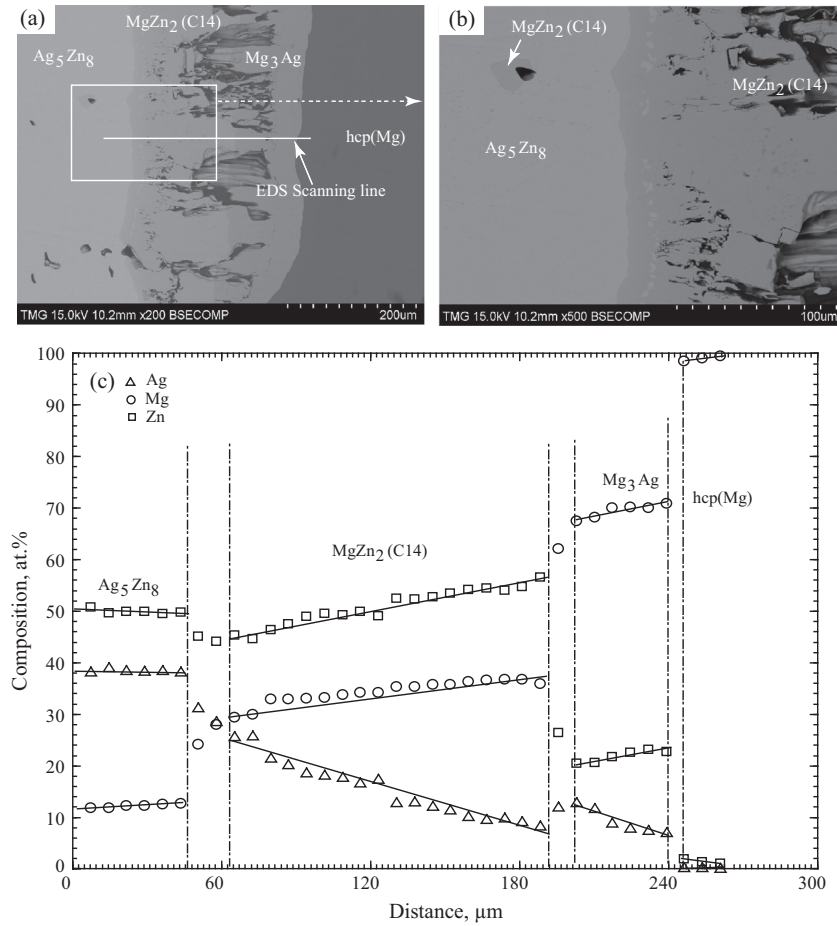 (a)
MgZn2 (C14)
Ag5Zn8
Mg3Ag
hcp(Mg)
EDS Scanning line
TMG 15.0kV 10.2mm x200 BSECOMP
200um
(b)
MgZn2 (C14)
MgZn2 (C14)
Ag5Zn8
TMG 15.0kV 10.2mm x500 BSECOMP
100um
(c)
Ag
Mg
Zn
Ag5Zn8
MgZn2 (C14)
Mg3Ag
hcp(Mg)
Composition, at.%
100
90
80
70
60
50
40
30
20
10
0
0
60
120
180
240
300
Distance, µm